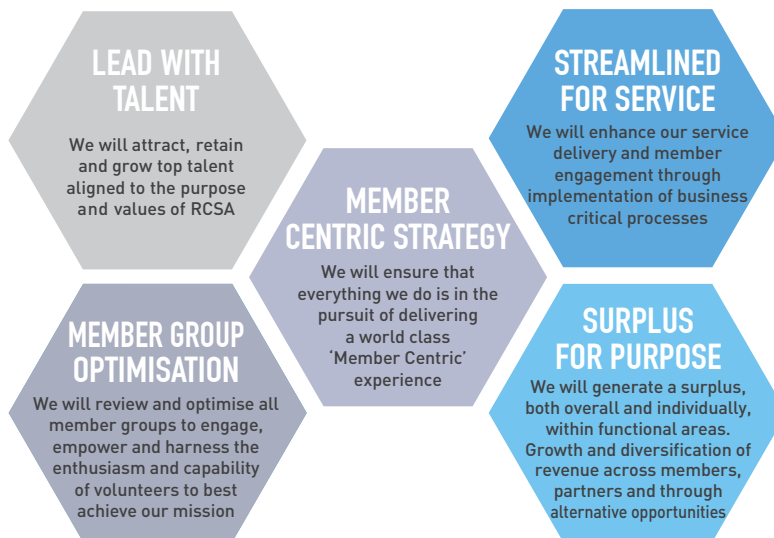 LEAD WITH
TALENT
We will attract, retain
and grow top talent
aligned to the purpose
and values of RCSA
STREAMLINED
FOR SERVICE
We will enhance our service
delivery and member
engagement through
implementation of business
critical processes
MEMBER
CENTRIC STRATEGY
We will ensure that
everything we do is in the
pursuit of delivering
a world class
‘Member Centric’
experience
MEMBER GROUP
OPTIMISATION
We will review and optimise all
member groups to engage,
empower and harness the
enthusiasm and capability
of volunteers to best
achieve our mission
SURPLUS
FOR PURPOSE
We will generate a surplus,
both overall and individually,
within functional areas.
Growth and diversification of
revenue across members,
partners and through
alternative opportunities